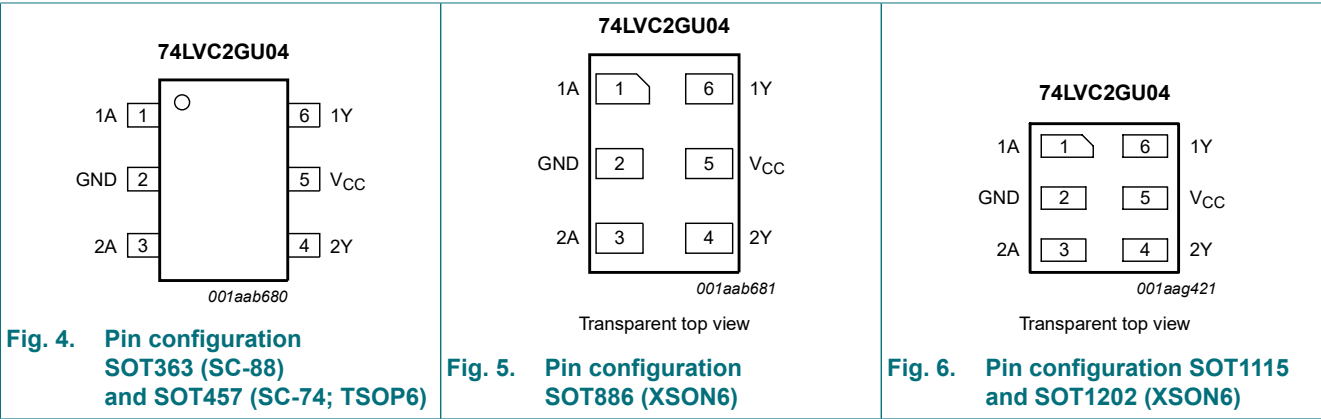 74LVC2GU04
1A 1 6 1Y
GND 2 5 VCC
2A 3 4 2Y
001aab680
Fig. 4. Pin configuration
SOT363 (SC-88)
and SOT457 (SC-74; TSOP6)
74LVC2GU04
1A 1 6 1Y
GND 2 5 VCC
2A 3 4 2Y
001aab681
Transparent top view
Fig. 5. Pin configuration
SOT886 (XSON6)
74LVC2GU04
1A 1 6 1Y
GND 2 5 VCC
2A 3 4 2Y
001aag421
Transparent top view
Fig. 6. Pin configuration SOT1115
and SOT1202 (XSON6)